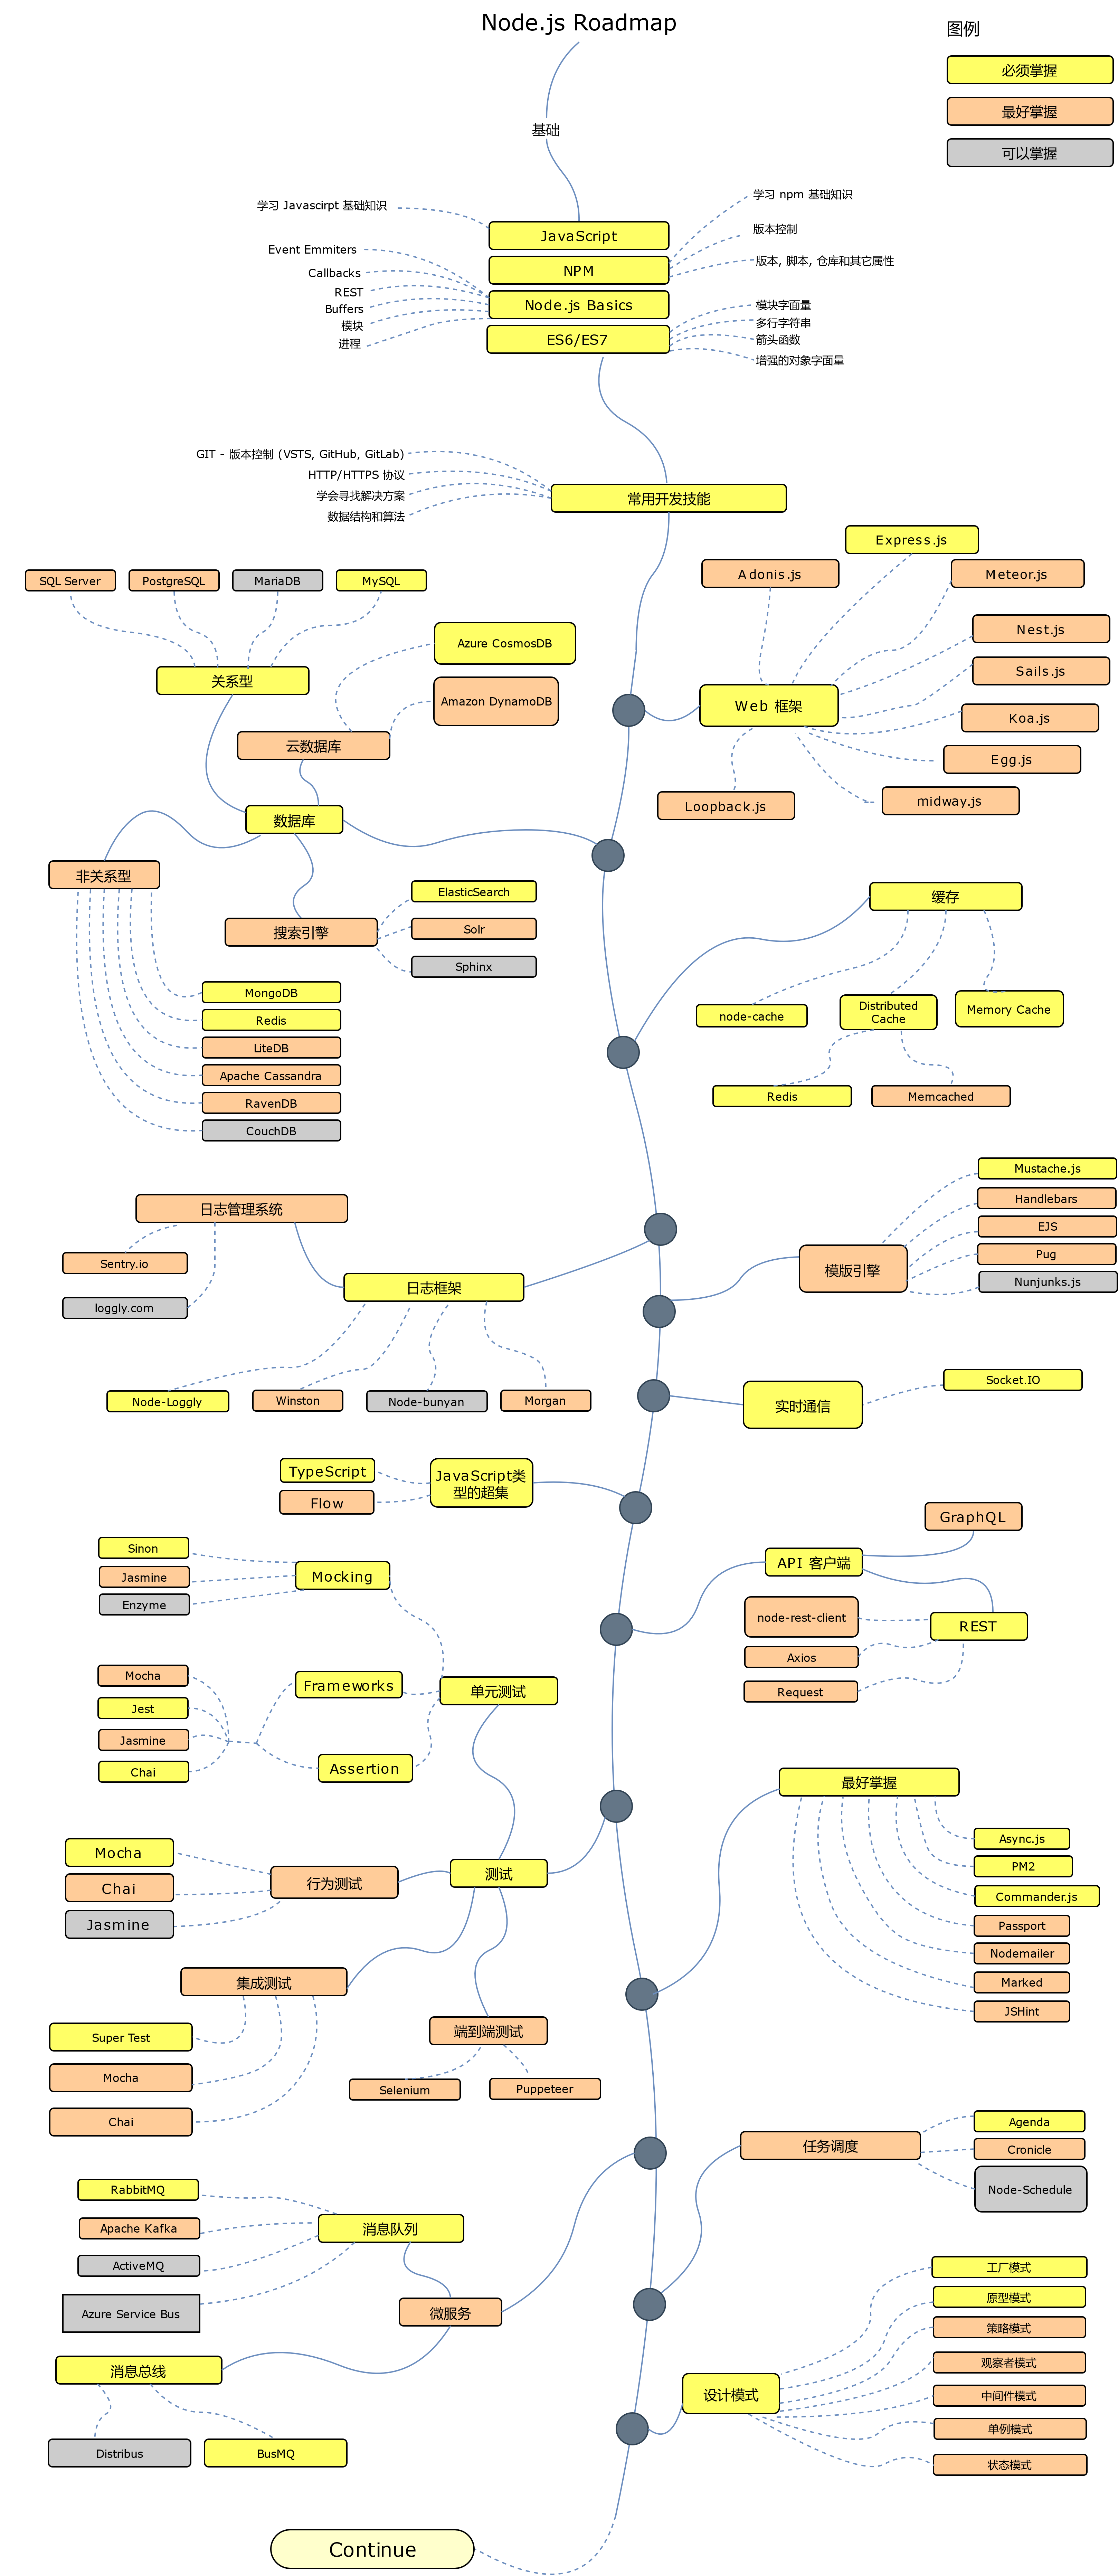 Node.js Roadmap
图例
必须掌握
最好掌握
可以掌握
基础
学习 Javascirpt 基础知识
学习 npm 基础知识
JavaScript
版本控制
Event Emmiters
NPM
版本, 脚本, 仓库和其它属性
Callbacks
REST
Node.js Basics
Buffers
模块字面量
模块
多行字符串
进程
ES6/ES7
箭头函数
增强的对象字面量
GIT - 版本控制 (VSTS, GitHub, GitLab)
HTTP/HTTPS 协议
学会寻找解决方案
数据结构和算法
常用开发技能
Express.js
Adonis.js
Meteor.js
Nest.js
Sails.js
Web 框架
Koa.js
Egg.js
midway.js
Loopback.js
SQL Server
PostgreSQL
MariaDB
MySQL
关系型
Azure CosmosDB
Amazon DynamoDB
云数据库
数据库
非关系型
搜索引擎
ElasticSearch
Solr
Sphinx
MongoDB
Redis
LiteDB
Apache Cassandra
RavenDB
CouchDB
缓存
node-cache
Distributed
Cache
Memory Cache
Redis
Memcached
日志管理系统
Sentry.io
loggly.com
日志框架
Node-Loggly
Winston
Node-bunyan
Morgan
模版引擎
Mustache.js
Handlebars
EJS
Pug
Nunjunks.js
实时通信
Socket.IO
TypeScript
Flow
JavaScript类
型的超集
GraphQL
API 客户端
node-rest-client
REST
Axios
Request
Sinon
Jasmine
Enzyme
Mocking
Mocha
Jest
Jasmine
Chai
Frameworks
Assertion
单元测试
最好掌握
Async.js
PM2
Commander.js
Passport
Nodemailer
Marked
JSHint
Mocha
Chai
Jasmine
行为测试
测试
集成测试
Super Test
Mocha
Chai
端到端测试
Selenium
Puppeteer
任务调度
Agenda
Cronicle
Node-Schedule
RabbitMQ
Apache Kafka
ActiveMQ
Azure Service Bus
消息队列
微服务
消息总线
Distribus
BusMQ
设计模式
工厂模式
原型模式
策略模式
观察者模式
中间件模式
单例模式
状态模式
Continue